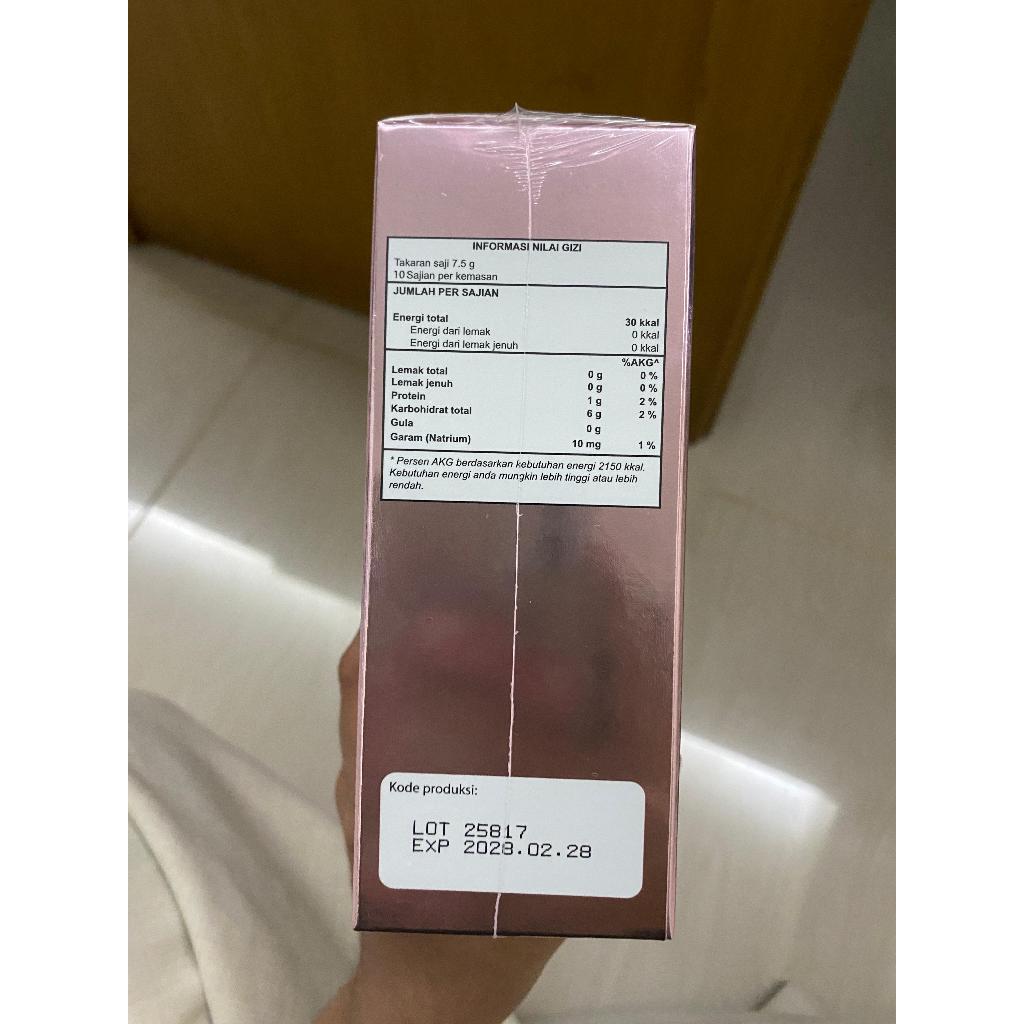 INFORMASI NILAI GIZI
Takaran saji 7.5 g
10 Sajian per kemasan
JUMLAH PER SAJIAN
Energi total 30 kkal
Energi dari lemak 0 kkal
Energi dari lemak jenuh 0 kkal
%AKG^
Lemak total 0 g 0 %
Lemak jenuh 0 g 0 %
Protein 1 g 2 %
Karbohidrat total 6 g 2 %
Gula 0 g
Garam (Natrium) 10 mg 1 %
* Persen AKG berdasarkan kebutuhan energi 2150 kkal.
Kebutuhan energi anda mungkin lebih tinggi atau lebih
rendah.
Kode produksi:
LOT 25817
EXP 2028.02.28